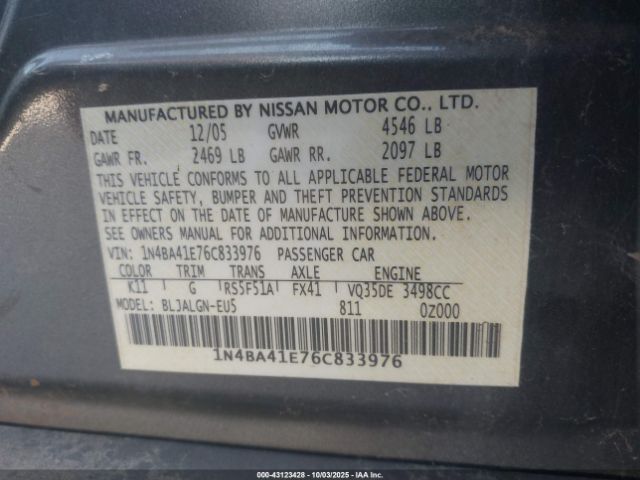 MANUFACTURED BY NISSAN MOTOR CO., LTD.
DATE 12/05 GVWR 4546 LB
GAWR FR. 2469 LB GAWR RR. 2097 LB
THIS VEHICLE CONFORMS TO ALL APPLICABLE FEDERAL MOTOR
VEHICLE SAFETY, BUMPER AND THEFT PREVENTION STANDARDS
IN EFFECT ON THE DATE OF MANUFACTURE SHOWN ABOVE.
SEE OWNERS MANUAL FOR ADDITIONAL INFORMATION.
VIN: 1N4BA41E76C833976 PASSENGER CAR
COLOR TRIM TRANS AXLE ENGINE
K11 G RS5F51A FX41 VQ35DE 3498CC
MODEL: BLJALGN-EU5 811 0Z000
1N4BA41E76C833976
000-43123428 - 10/03/2025 - IAA Inc.